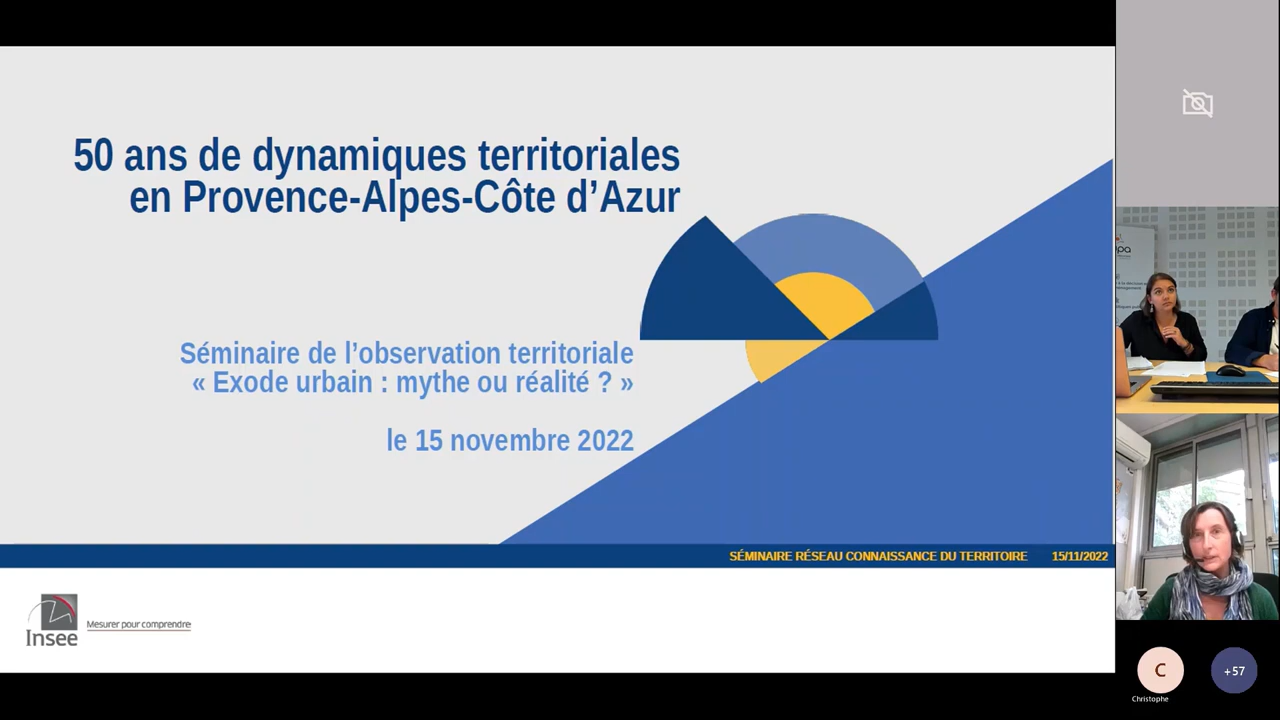 50 ans de dynamiques territoriales
en Provence-Alpes-Côte d’Azur
Séminaire de l’observation territoriale
« Exode urbain : mythe ou réalité ? »
le 15 novembre 2022
SÉMINAIRE RÉSEAU CONNAISSANCE DU TERRITOIRE 15/11/2022
Insee
Mesurer pour comprendre
C
+57
Christophe